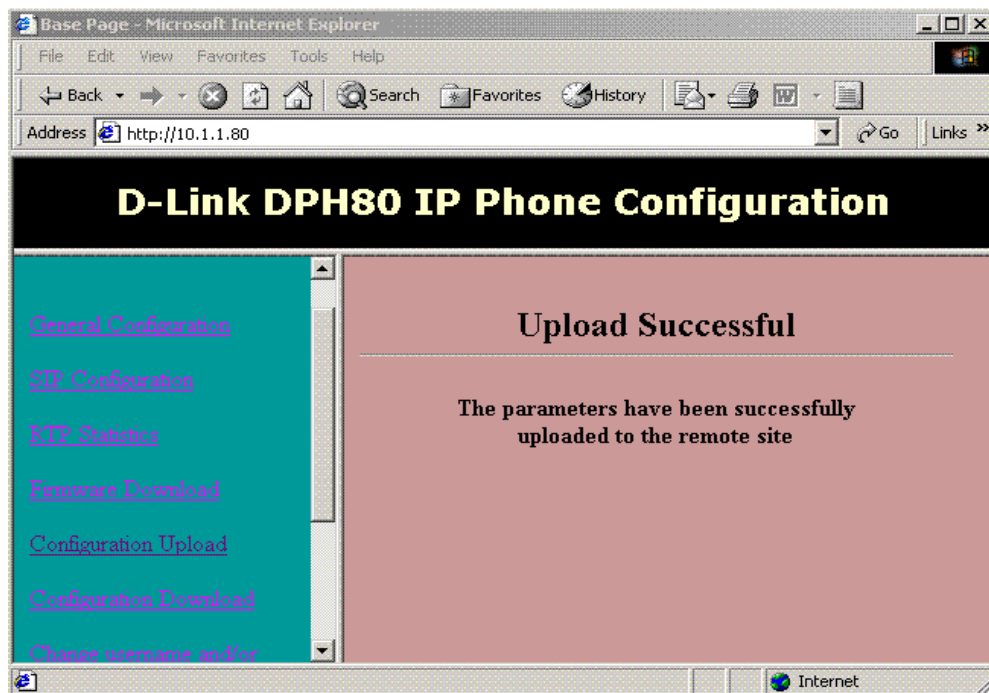 Base Page - Microsoft Internet Explorer
File Edit View Favorites Tools Help
Back Search Favorites History
Address http://10.1.1.80 Go Links »
D-Link DPH80 IP Phone Configuration
General Configuration
SIP Configuration
RTP Statistics
Firmware Download
Configuration Upload
Configuration Download
Change username and/or
Upload Successful
The parameters have been successfully
uploaded to the remote site
Internet